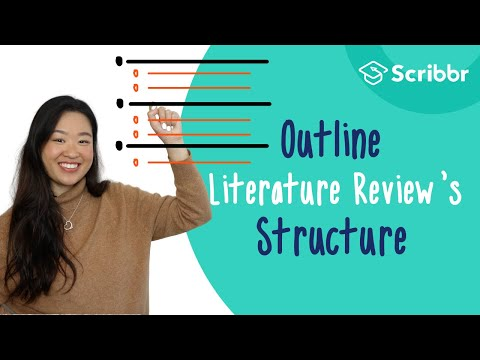 Scribbr
Outline
Literature Review's
Structure